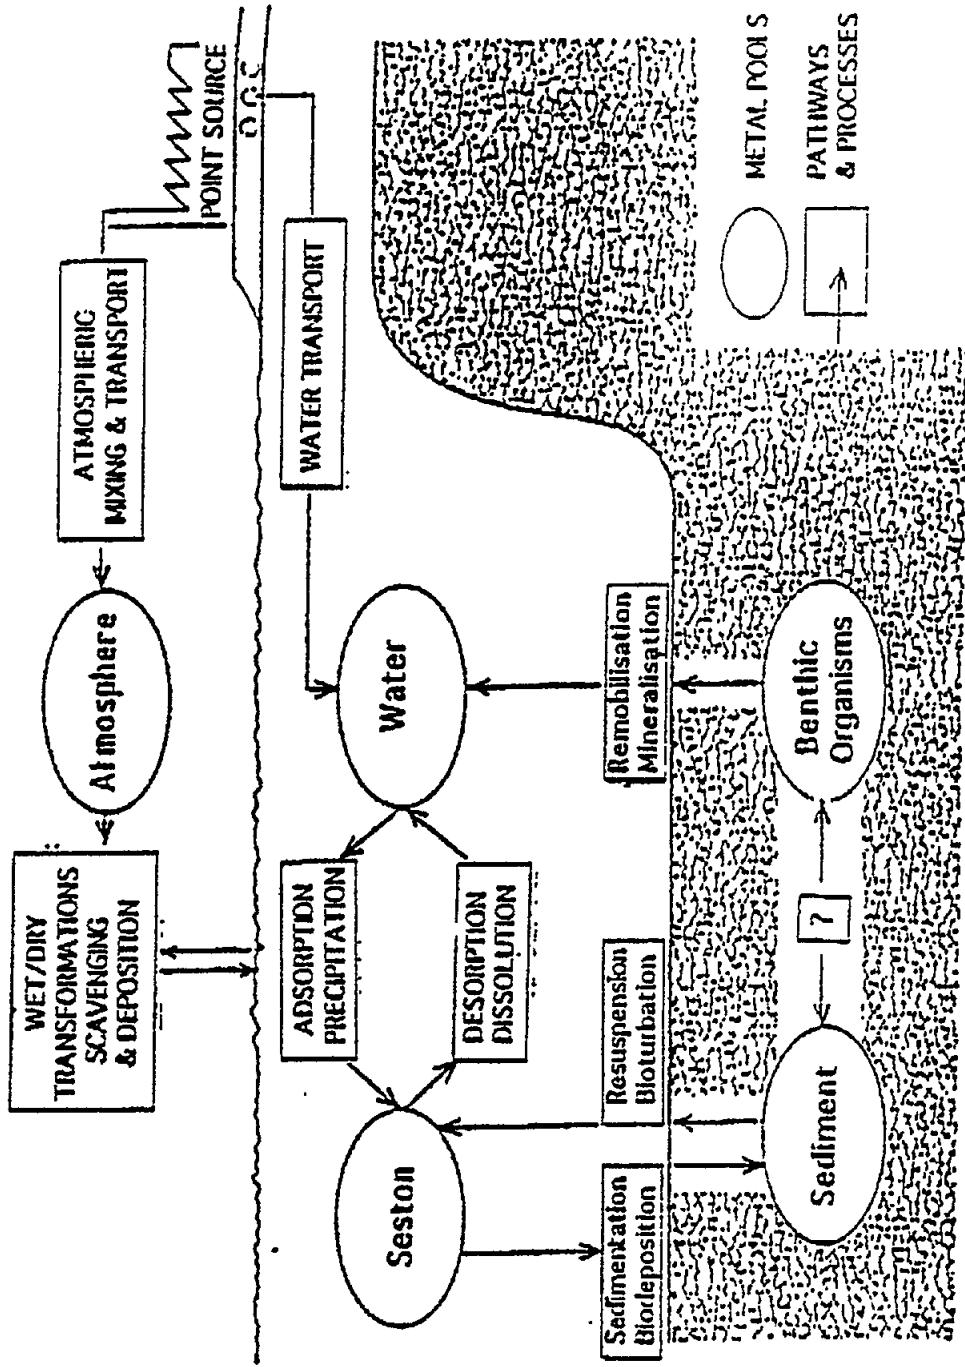 WET/DRY
TRANSFORMATIONS
SCAVENGING
& DEPOSITION
Atmosphere
ATMOSPHERIC
MIXING & TRANSPORT
POINT SOURCE
ADSORPTION
PRECIPITATION
WATER TRANSPORT
Seston
Water
DESORPTION
DISSOLUTION
Sedimentation
Biodeposition
Resuspension
Bioturbation
Remobilisation
Mineralisation
Sediment
?
Benthic
Organisms
METAL POOLS
PATHWAYS
& PROCESSES